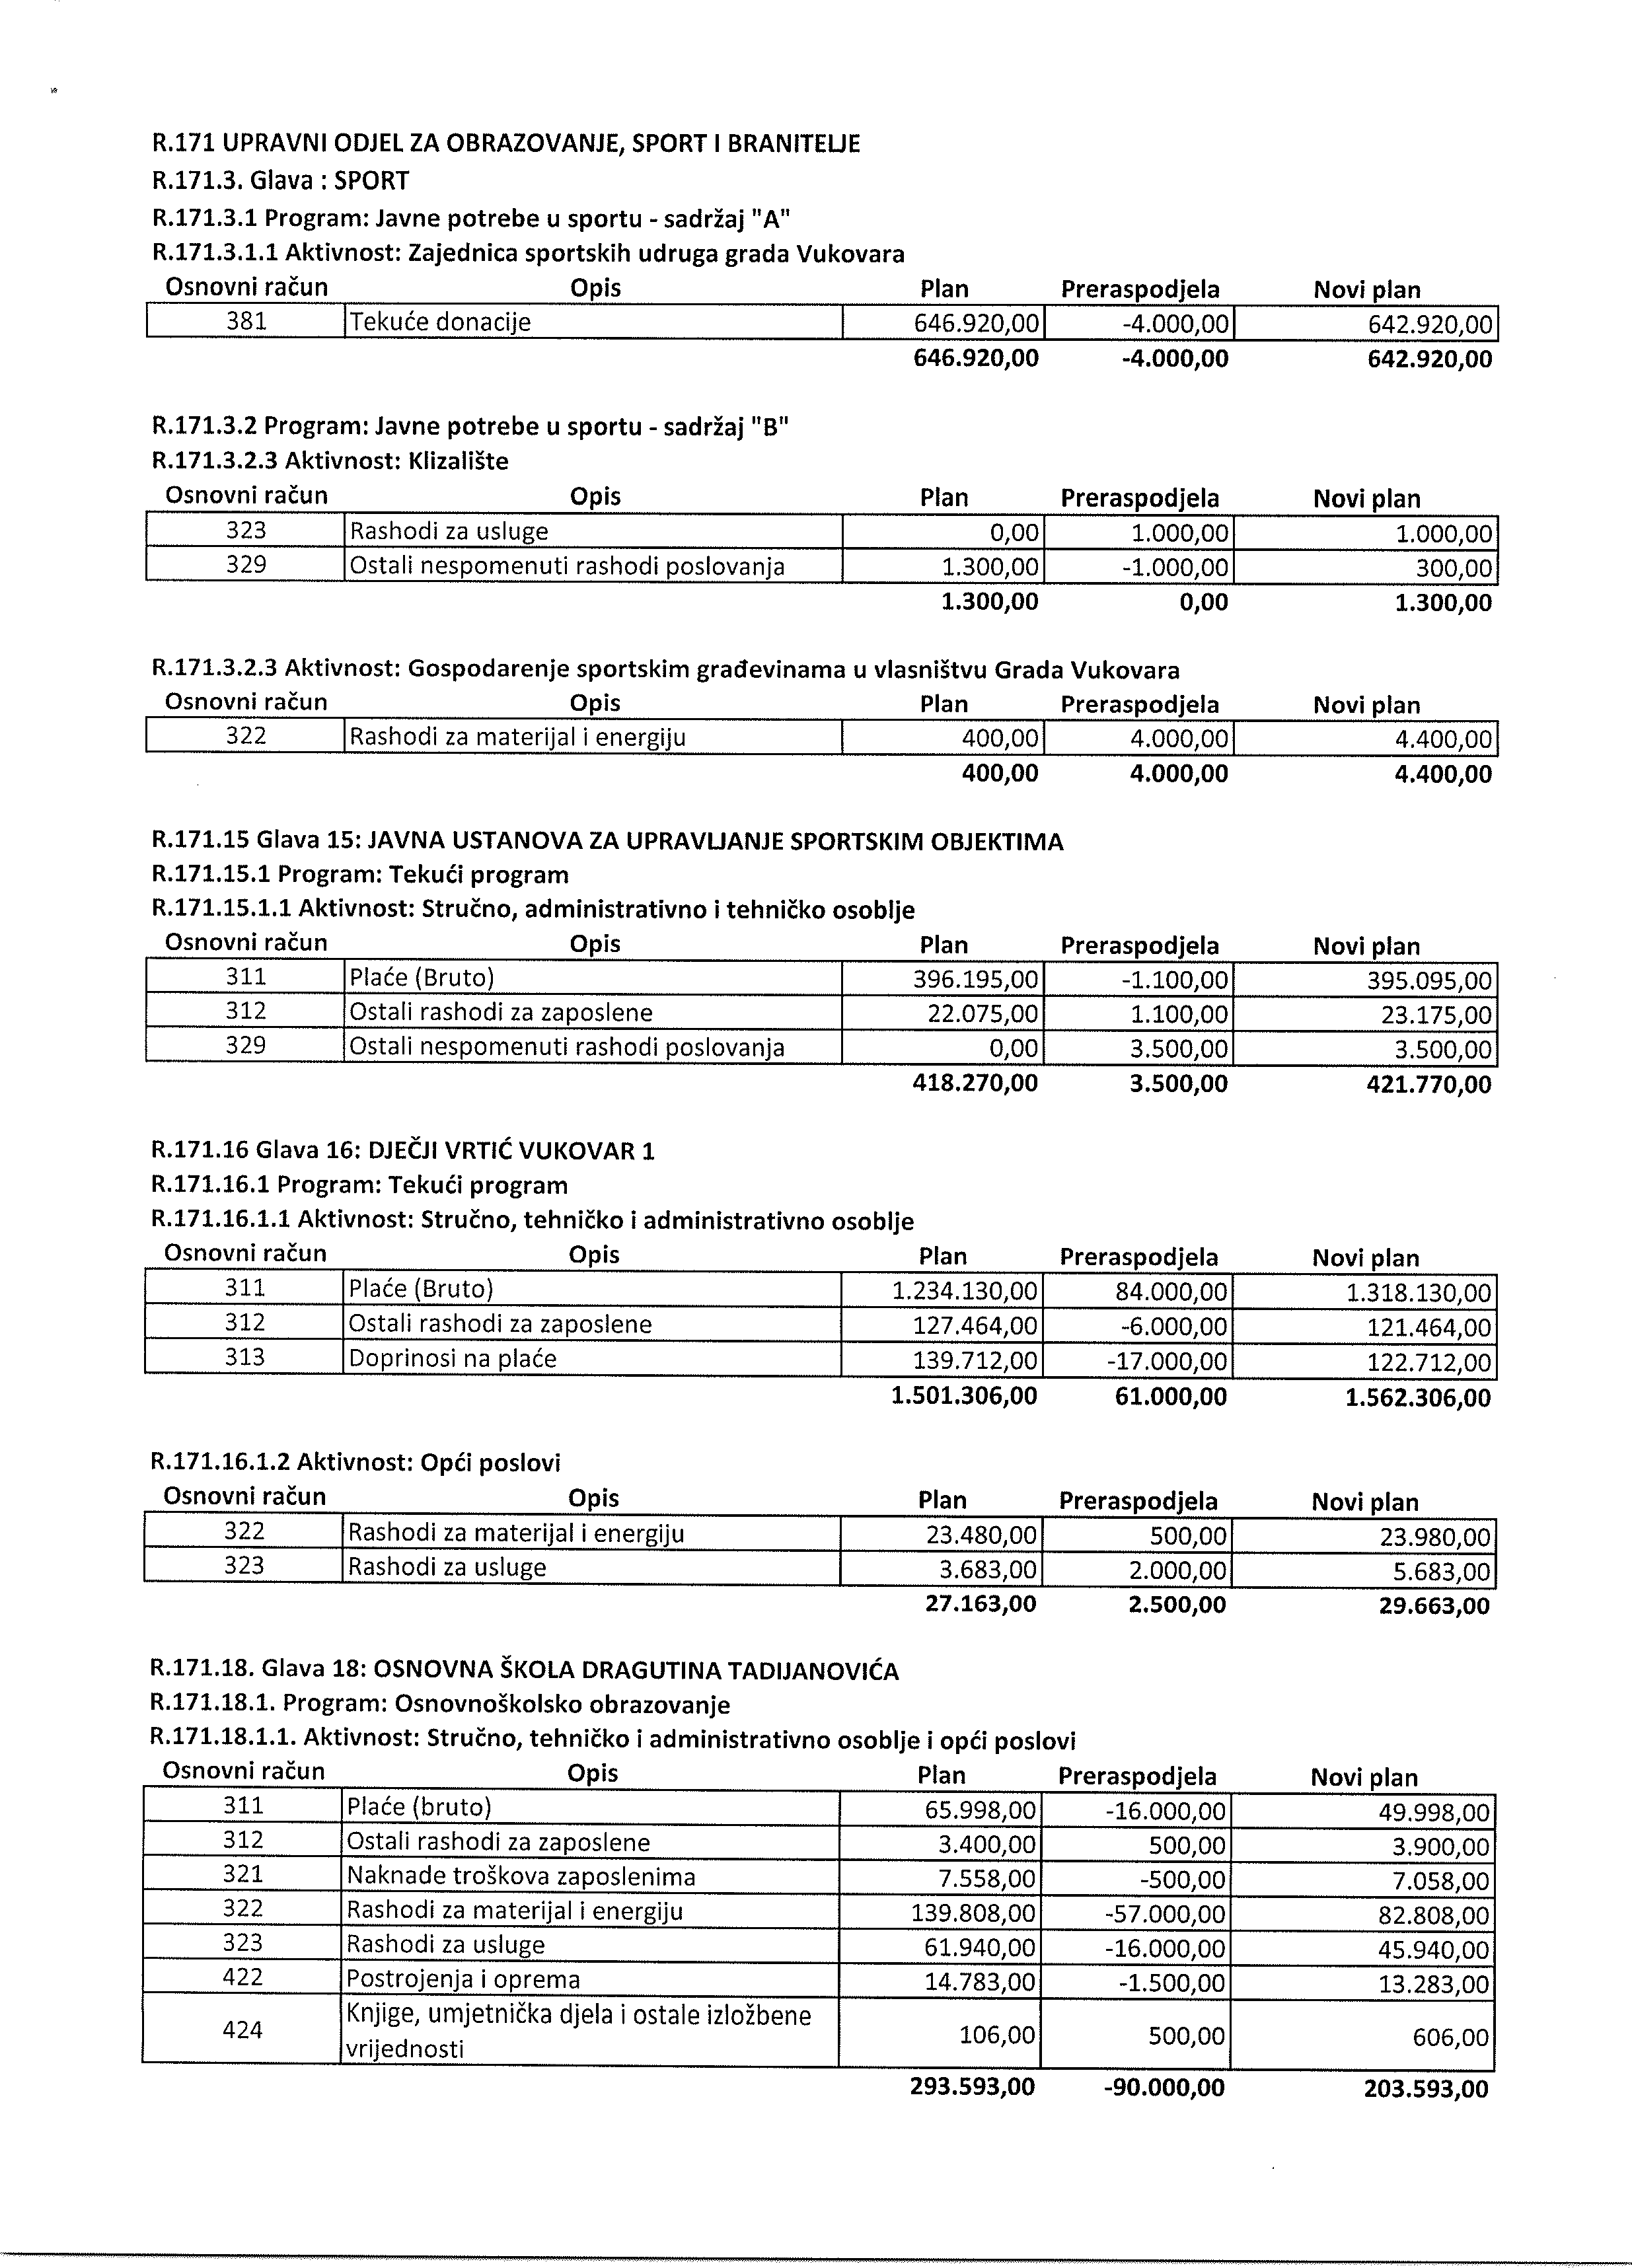 R.171 UPRAVNI ODJEL ZA OBRAZOVANJE, SPORT I BRANITELJE
R.171.3. Glava : SPORT
R.171.3.1 Program: Javne potrebe u sportu - sadržaj "A"
R.171.3.1.1 Aktivnost: Zajednica sportskih udruga grada Vukovara
Osnovni račun Opis Plan Preraspodjela Novi plan
381 Tekuće donacije 646.920,00 -4.000,00 642.920,00
646.920,00 -4.000,00 642.920,00
R.171.3.2 Program: Javne potrebe u sportu - sadržaj "B"
R.171.3.2.3 Aktivnost: Klizalište
Osnovni račun Opis Plan Preraspodjela Novi plan
323 Rashodi za usluge 0,00 1.000,00 1.000,00
329 Ostali nespomenuti rashodi poslovanja 1.300,00 -1.000,00 300,00
1.300,00 0,00 1.300,00
R.171.3.2.3 Aktivnost: Gospodarenje sportskim građevinama u vlasništvu Grada Vukovara
Osnovni račun Opis Plan Preraspodjela Novi plan
322 Rashodi za materijal i energiju 400,00 4.000,00 4.400,00
400,00 4.000,00 4.400,00
R.171.15 Glava 15: JAVNA USTANOVA ZA UPRAVLJANJE SPORTSKIM OBJEKTIMA
R.171.15.1 Program: Tekući program
R.171.15.1.1 Aktivnost: Stručno, administrativno i tehničko osoblje
Osnovni račun Opis Plan Preraspodjela Novi plan
311 Plaće (Bruto) 396.195,00 -1.100,00 395.095,00
312 Ostali rashodi za zaposlene 22.075,00 1.100,00 23.175,00
329 Ostali nespomenuti rashodi poslovanja 0,00 3.500,00 3.500,00
418.270,00 3.500,00 421.770,00
R.171.16 Glava 16: DJEČJI VRTIĆ VUKOVAR 1
R.171.16.1 Program: Tekući program
R.171.16.1.1 Aktivnost: Stručno, tehničko i administrativno osoblje
Osnovni račun Opis Plan Preraspodjela Novi plan
311 Plaće (Bruto) 1.234.130,00 84.000,00 1.318.130,00
312 Ostali rashodi za zaposlene 127.464,00 -6.000,00 121.464,00
313 Doprinosi na plaće 139.712,00 -17.000,00 122.712,00
1.501.306,00 61.000,00 1.562.306,00
R.171.16.1.2 Aktivnost: Opći poslovi
Osnovni račun Opis Plan Preraspodjela Novi plan
322 Rashodi za materijal i energiju 23.480,00 500,00 23.980,00
323 Rashodi za usluge 3.683,00 2.000,00 5.683,00
27.163,00 2.500,00 29.663,00
R.171.18. Glava 18: OSNOVNA ŠKOLA DRAGUTINA TADIJANOVIĆA
R.171.18.1. Program: Osnovnoškolsko obrazovanje
R.171.18.1.1. Aktivnost: Stručno, tehničko i administrativno osoblje i opći poslovi
Osnovni račun Opis Plan Preraspodjela Novi plan
311 Plaće (bruto) 65.998,00 -16.000,00 49.998,00
312 Ostali rashodi za zaposlene 3.400,00 500,00 3.900,00
321 Naknade troškova zaposlenima 7.558,00 -500,00 7.058,00
322 Rashodi za materijal i energiju 139.808,00 -57.000,00 82.808,00
323 Rashodi za usluge 61.940,00 -16.000,00 45.940,00
422 Postrojenja i oprema 14.783,00 -1.500,00 13.283,00
424 Knjige, umjetnička djela i ostale izložbene
vrijednosti 106,00 500,00 606,00
293.593,00 -90.000,00 203.593,00